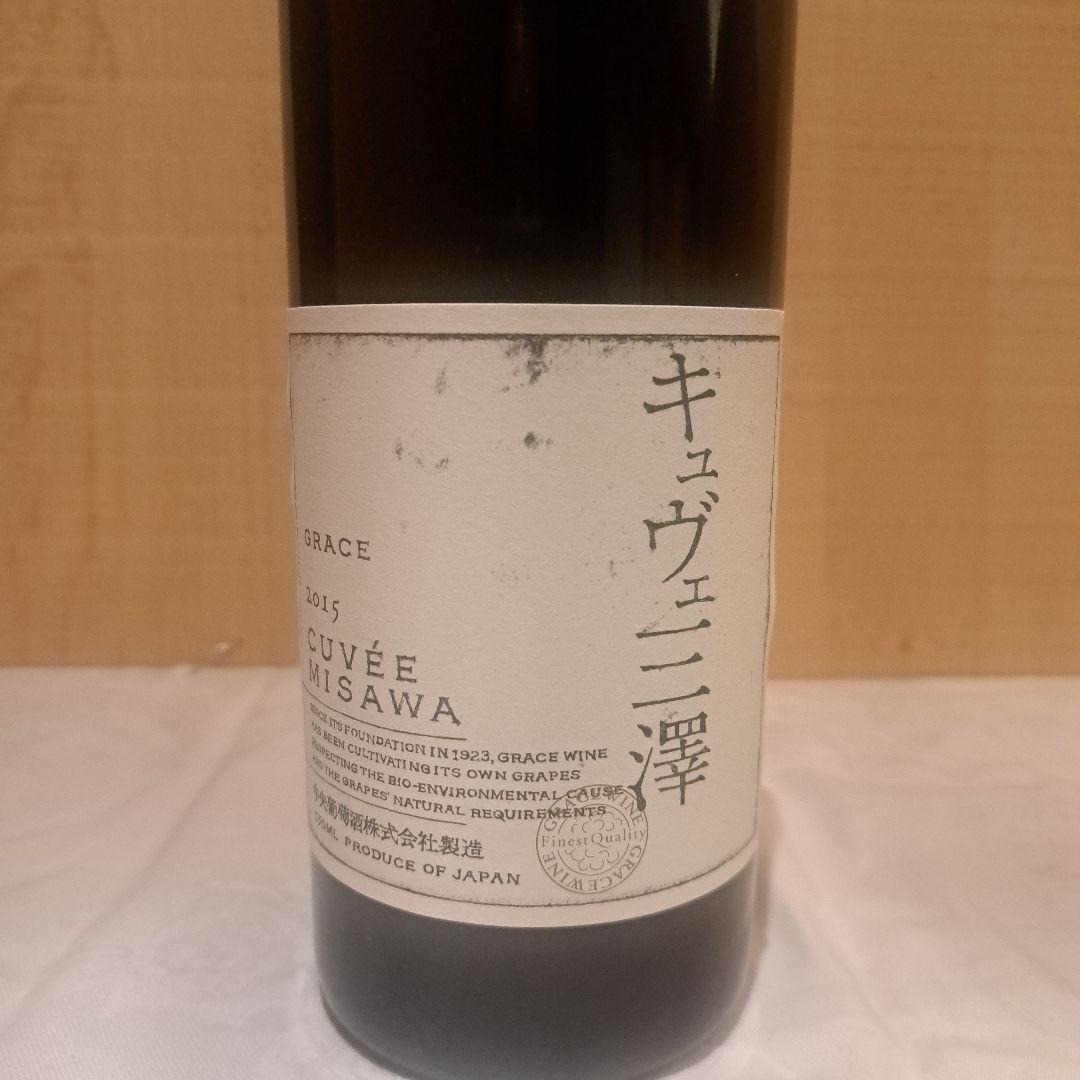 キュヴェ三澤
GRACE
2015
CUVÉE
MISAWA
SINCE ITS FOUNDATION IN 1923, GRACE WINE
HAS BEEN CULTIVATING ITS OWN GRAPES
RESPECTING THE BIO-ENVIRONMENTAL CAUSE
AND THE GRAPES' NATURAL REQUIREMENTS
中央葡萄酒株式会社製造
750ML PRODUCE OF JAPAN
GRACE WINE GRACE WINE
Finest Quality